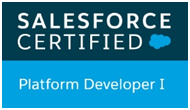 SALESFORCE
CERTIFIED
Platform Developer I